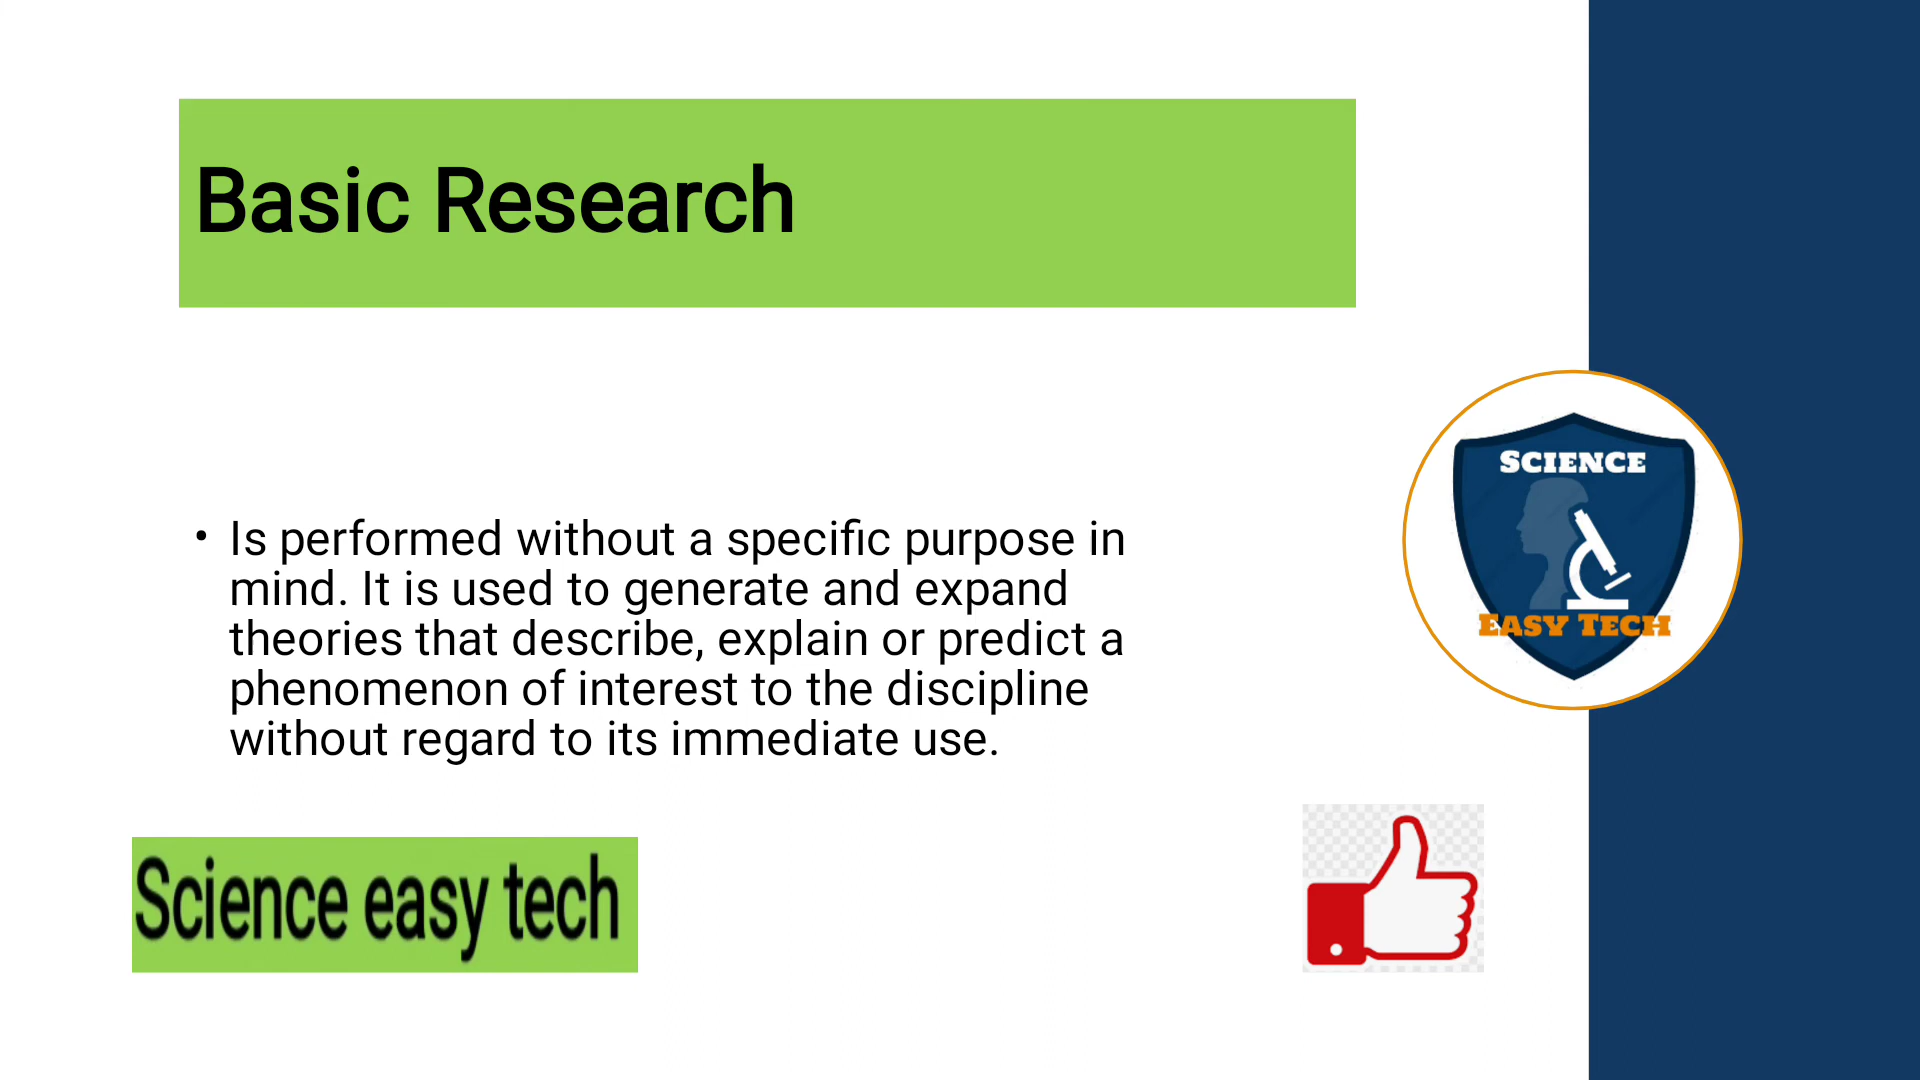 Basic Research
• Is performed without a specific purpose in
mind. It is used to generate and expand
theories that describe, explain or predict a
phenomenon of interest to the discipline
without regard to its immediate use.
SCIENCE
EASY TECH
Science easy tech